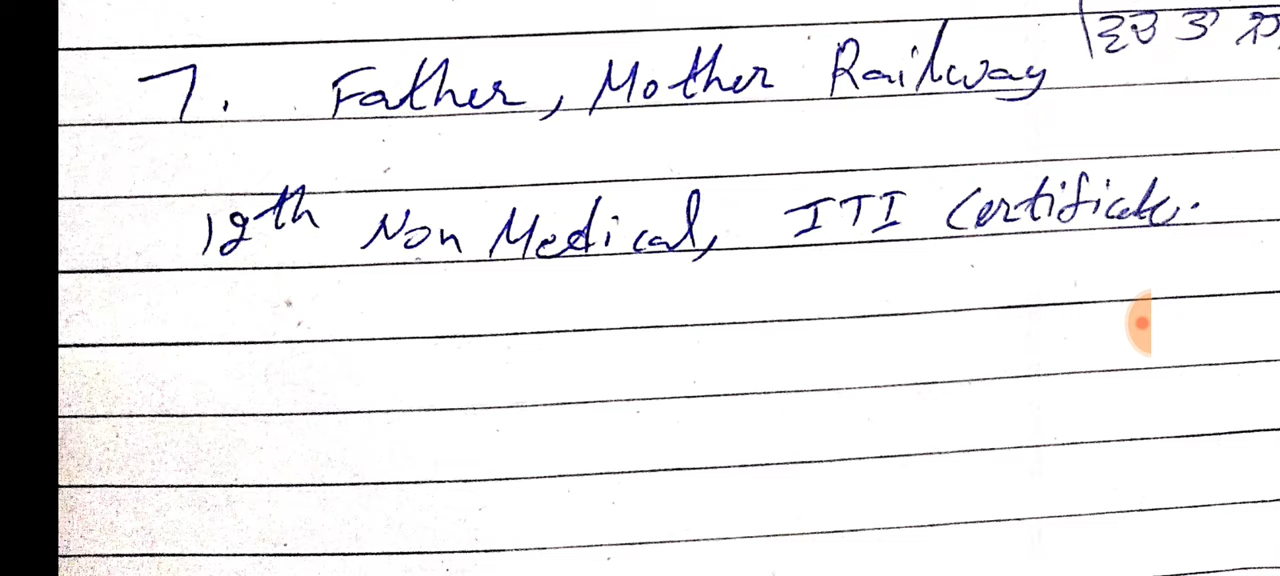 7. Father, Mother Railway
12th Non Medical, ITI Certificate.